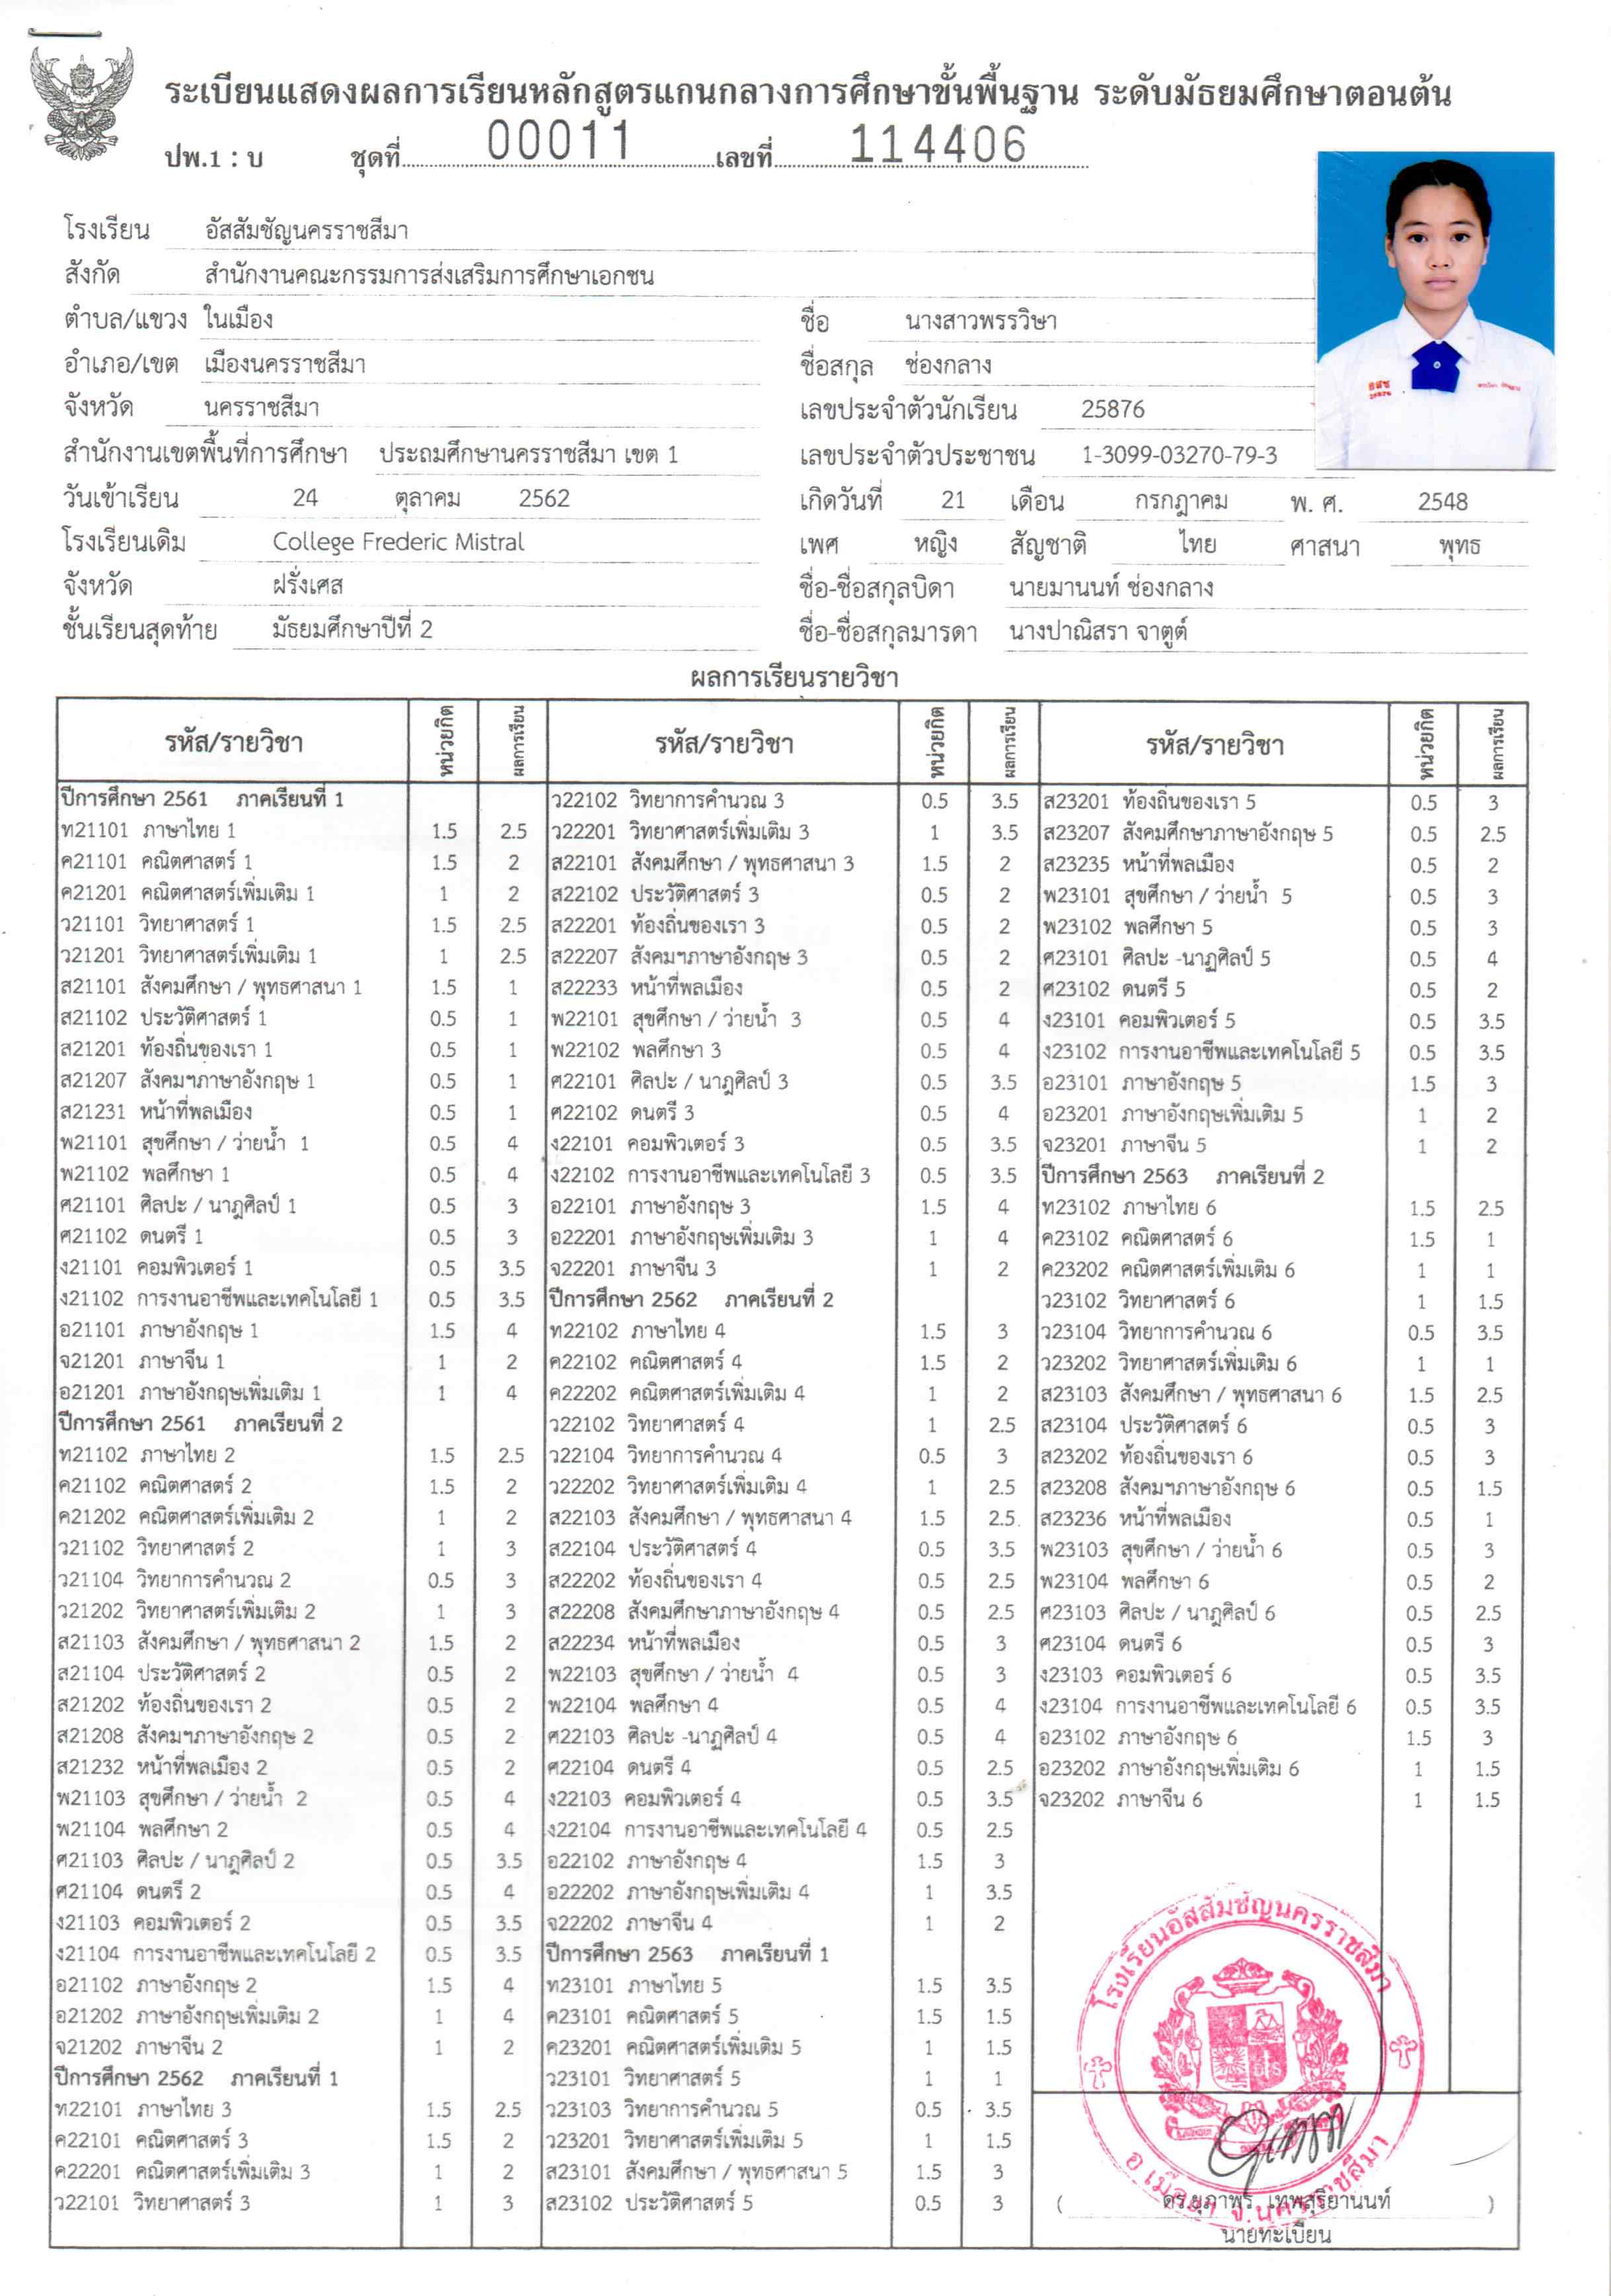 ระเบียนแสดงผลการเรียนหลักสูตรแกนกลางการศึกษาขั้นพื้นฐาน ระดับมัธยมศึกษาตอนต้น
ปพ.1 : บ ชุดที่ 00011 เลขที่ 114406
โรงเรียน อัสสัมชัญนครราชสีมา
สังกัด สำนักงานคณะกรรมการส่งเสริมการศึกษาเอกชน
ตำบล/แขวง ในเมือง
อำเภอ/เขต เมืองนครราชสีมา
จังหวัด นครราชสีมา
สำนักงานเขตพื้นที่การศึกษา ประถมศึกษานครราชสีมา เขต 1
วันเข้าเรียน 24 ตุลาคม 2562
โรงเรียนเดิม College Frederic Mistral
จังหวัด ฝรั่งเศส
ชั้นเรียนสุดท้าย มัธยมศึกษาปีที่ 2
ชื่อ นางสาวพรรวิษา
ชื่อสกุล ช่องกลาง
เลขประจำตัวนักเรียน 25876
เลขประจำตัวประชาชน 1-3099-03270-79-3
เกิดวันที่ 21 เดือน กรกฎาคม พ. ศ. 2548
เพศ หญิง สัญชาติ ไทย ศาสนา พุทธ
ชื่อ-ชื่อสกุลบิดา นายมานนท์ ช่องกลาง
ชื่อ-ชื่อสกุลมารดา นางปาณิสรา จาตูต์
อสช
25876
ผลการเรียนรายวิชา
รหัส/รายวิชา หน่วยกิต ผลการเรียน
ปีการศึกษา 2561 ภาคเรียนที่ 1
ท21101 ภาษาไทย 1 1.5 2.5
ค21101 คณิตศาสตร์ 1 1.5 2
ค21201 คณิตศาสตร์เพิ่มเติม 1 1 2
ว21101 วิทยาศาสตร์ 1 1.5 2.5
ว21201 วิทยาศาสตร์เพิ่มเติม 1 1 2.5
ส21101 สังคมศึกษา / พุทธศาสนา 1 1.5 1
ส21102 ประวัติศาสตร์ 1 0.5 1
ส21201 ท้องถิ่นของเรา 1 0.5 1
ส21207 สังคมฯภาษาอังกฤษ 1 0.5 1
ส21231 หน้าที่พลเมือง 0.5 1
พ21101 สุขศึกษา / ว่ายน้ำ 1 0.5 4
พ21102 พลศึกษา 1 0.5 4
ศ21101 ศิลปะ / นาฏศิลป์ 1 0.5 3
ศ21102 ดนตรี 1 0.5 3
ง21101 คอมพิวเตอร์ 1 0.5 3.5
ง21102 การงานอาชีพและเทคโนโลยี 1 0.5 3.5
อ21101 ภาษาอังกฤษ 1 1.5 4
จ21201 ภาษาจีน 1 1 2
อ21201 ภาษาอังกฤษเพิ่มเติม 1 1 4
ปีการศึกษา 2561 ภาคเรียนที่ 2
ท21102 ภาษาไทย 2 1.5 2.5
ค21102 คณิตศาสตร์ 2 1.5 2
ค21202 คณิตศาสตร์เพิ่มเติม 2 1 2
ว21102 วิทยาศาสตร์ 2 1 3
ว21104 วิทยาการคำนวณ 2 0.5 3
ว21202 วิทยาศาสตร์เพิ่มเติม 2 1 3
ส21103 สังคมศึกษา / พุทธศาสนา 2 1.5 2
ส21104 ประวัติศาสตร์ 2 0.5 2
ส21202 ท้องถิ่นของเรา 2 0.5 2
ส21208 สังคมฯภาษาอังกฤษ 2 0.5 2
ส21232 หน้าที่พลเมือง 2 0.5 2
พ21103 สุขศึกษา / ว่ายน้ำ 2 0.5 4
พ21104 พลศึกษา 2 0.5 4
ศ21103 ศิลปะ / นาฏศิลป์ 2 0.5 3.5
ศ21104 ดนตรี 2 0.5 4
ง21103 คอมพิวเตอร์ 2 0.5 3.5
ง21104 การงานอาชีพและเทคโนโลยี 2 0.5 3.5
อ21102 ภาษาอังกฤษ 2 1.5 4
อ21202 ภาษาอังกฤษเพิ่มเติม 2 1 4
จ21202 ภาษาจีน 2 1 2
ปีการศึกษา 2562 ภาคเรียนที่ 1
ท22101 ภาษาไทย 3 1.5 2.5
ค22101 คณิตศาสตร์ 3 1.5 2
ค22201 คณิตศาสตร์เพิ่มเติม 3 1 2
ว22101 วิทยาศาสตร์ 3 1 3
รหัส/รายวิชา หน่วยกิต ผลการเรียน
ว22102 วิทยาการคำนวณ 3 0.5 3.5
ว22201 วิทยาศาสตร์เพิ่มเติม 3 1 3.5
ส22101 สังคมศึกษา / พุทธศาสนา 3 1.5 2
ส22102 ประวัติศาสตร์ 3 0.5 2
ส22201 ท้องถิ่นของเรา 3 0.5 2
ส22207 สังคมฯภาษาอังกฤษ 3 0.5 2
ส22233 หน้าที่พลเมือง 0.5 2
พ22101 สุขศึกษา / ว่ายน้ำ 3 0.5 4
พ22102 พลศึกษา 3 0.5 4
ศ22101 ศิลปะ / นาฏศิลป์ 3 0.5 3.5
ศ22102 ดนตรี 3 0.5 4
ง22101 คอมพิวเตอร์ 3 0.5 3.5
ง22102 การงานอาชีพและเทคโนโลยี 3 0.5 3.5
อ22101 ภาษาอังกฤษ 3 1.5 4
อ22201 ภาษาอังกฤษเพิ่มเติม 3 1 4
จ22201 ภาษาจีน 3 1 2
ปีการศึกษา 2562 ภาคเรียนที่ 2
ท22102 ภาษาไทย 4 1.5 3
ค22102 คณิตศาสตร์ 4 1.5 2
ค22202 คณิตศาสตร์เพิ่มเติม 4 1 2
ว22102 วิทยาศาสตร์ 4 1 2.5
ว22104 วิทยาการคำนวณ 4 0.5 3
ว22202 วิทยาศาสตร์เพิ่มเติม 4 1 2.5
ส22103 สังคมศึกษา / พุทธศาสนา 4 1.5 2.5
ส22104 ประวัติศาสตร์ 4 0.5 3.5
ส22202 ท้องถิ่นของเรา 4 0.5 2.5
ส22208 สังคมศึกษาภาษาอังกฤษ 4 0.5 2.5
ส22234 หน้าที่พลเมือง 0.5 3
พ22103 สุขศึกษา / ว่ายน้ำ 4 0.5 3
พ22104 พลศึกษา 4 0.5 4
ศ22103 ศิลปะ -นาฏศิลป์ 4 0.5 4
ศ22104 ดนตรี 4 0.5 2.5
ง22103 คอมพิวเตอร์ 4 0.5 3.5
ง22104 การงานอาชีพและเทคโนโลยี 4 0.5 2.5
อ22102 ภาษาอังกฤษ 4 1.5 3
อ22202 ภาษาอังกฤษเพิ่มเติม 4 1 3.5
จ22202 ภาษาจีน 4 1 2
ปีการศึกษา 2563 ภาคเรียนที่ 1
ท23101 ภาษาไทย 5 1.5 3.5
ค23101 คณิตศาสตร์ 5 1.5 1.5
ค23201 คณิตศาสตร์เพิ่มเติม 5 1 1.5
ว23101 วิทยาศาสตร์ 5 1 1
ว23103 วิทยาการคำนวณ 5 0.5 3.5
ว23201 วิทยาศาสตร์เพิ่มเติม 5 1 1.5
ส23101 สังคมศึกษา / พุทธศาสนา 5 1.5 3
ส23102 ประวัติศาสตร์ 5 0.5 3
รหัส/รายวิชา หน่วยกิต ผลการเรียน
ส23201 ท้องถิ่นของเรา 5 0.5 3
ส23207 สังคมศึกษาภาษาอังกฤษ 5 0.5 2.5
ส23235 หน้าที่พลเมือง 0.5 2
พ23101 สุขศึกษา / ว่ายน้ำ 5 0.5 3
พ23102 พลศึกษา 5 0.5 3
ศ23101 ศิลปะ -นาฏศิลป์ 5 0.5 4
ศ23102 ดนตรี 5 0.5 2
ง23101 คอมพิวเตอร์ 5 0.5 3.5
ง23102 การงานอาชีพและเทคโนโลยี 5 0.5 3.5
อ23101 ภาษาอังกฤษ 5 1.5 3
อ23201 ภาษาอังกฤษเพิ่มเติม 5 1 2
จ23201 ภาษาจีน 5 1 2
ปีการศึกษา 2563 ภาคเรียนที่ 2
ท23102 ภาษาไทย 6 1.5 2.5
ค23102 คณิตศาสตร์ 6 1.5 1
ค23202 คณิตศาสตร์เพิ่มเติม 6 1 1
ว23102 วิทยาศาสตร์ 6 1 1.5
ว23104 วิทยาการคำนวณ 6 0.5 3.5
ว23202 วิทยาศาสตร์เพิ่มเติม 6 1 1
ส23103 สังคมศึกษา / พุทธศาสนา 6 1.5 2.5
ส23104 ประวัติศาสตร์ 6 0.5 3
ส23202 ท้องถิ่นของเรา 6 0.5 3
ส23208 สังคมฯภาษาอังกฤษ 6 0.5 1.5
ส23236 หน้าที่พลเมือง 0.5 1
พ23103 สุขศึกษา / ว่ายน้ำ 6 0.5 3
พ23104 พลศึกษา 6 0.5 2
ศ23103 ศิลปะ / นาฏศิลป์ 6 0.5 2.5
ศ23104 ดนตรี 6 0.5 3
ง23103 คอมพิวเตอร์ 6 0.5 3.5
ง23104 การงานอาชีพและเทคโนโลยี 6 0.5 3.5
อ23102 ภาษาอังกฤษ 6 1.5 3
อ23202 ภาษาอังกฤษเพิ่มเติม 6 1 1.5
จ23202 ภาษาจีน 6 1 1.5
โรงเรียนอัสสัมชัญนครราชสีมา
อ.เมืองฯ จ.นครราชสีมา
( ดร.ยุภาพร เทพสุริยานนท์ )
นายทะเบียน